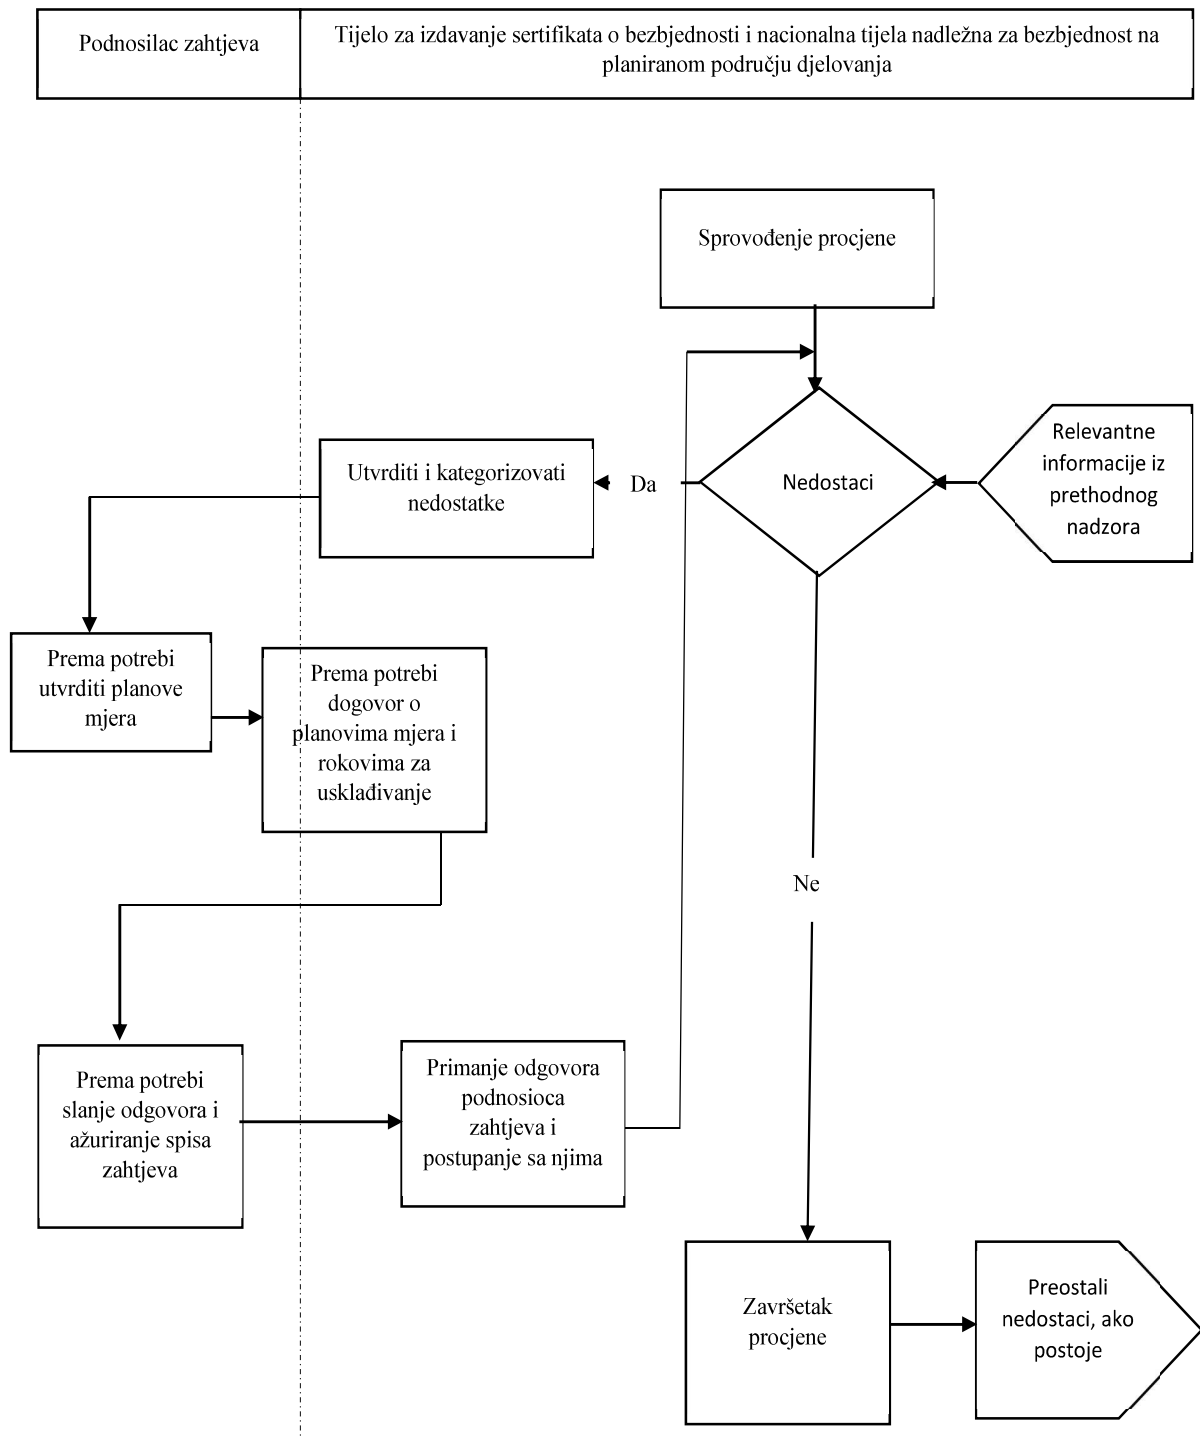 Podnosilac zahtjeva
Tijelo za izdavanje sertifikata o bezbjednosti i nacionalna tijela nadležna za bezbjednost na
planiranom području djelovanja
Sprovođenje procjene
Nedostaci
Relevantne
informacije iz
prethodnog
nadzora
Da
Utvrditi i kategorizovati
nedostatke
Prema potrebi
utvrditi planove
mjera
Prema potrebi
dogovor o
planovima mjera i
rokovima za
usklađivanje
Ne
Prema potrebi
slanje odgovora i
ažuriranje spisa
zahtjeva
Primanje odgovora
podnosioca
zahtjeva i
postupanje sa njima
Završetak
procjene
Preostali
nedostaci, ako
postoje